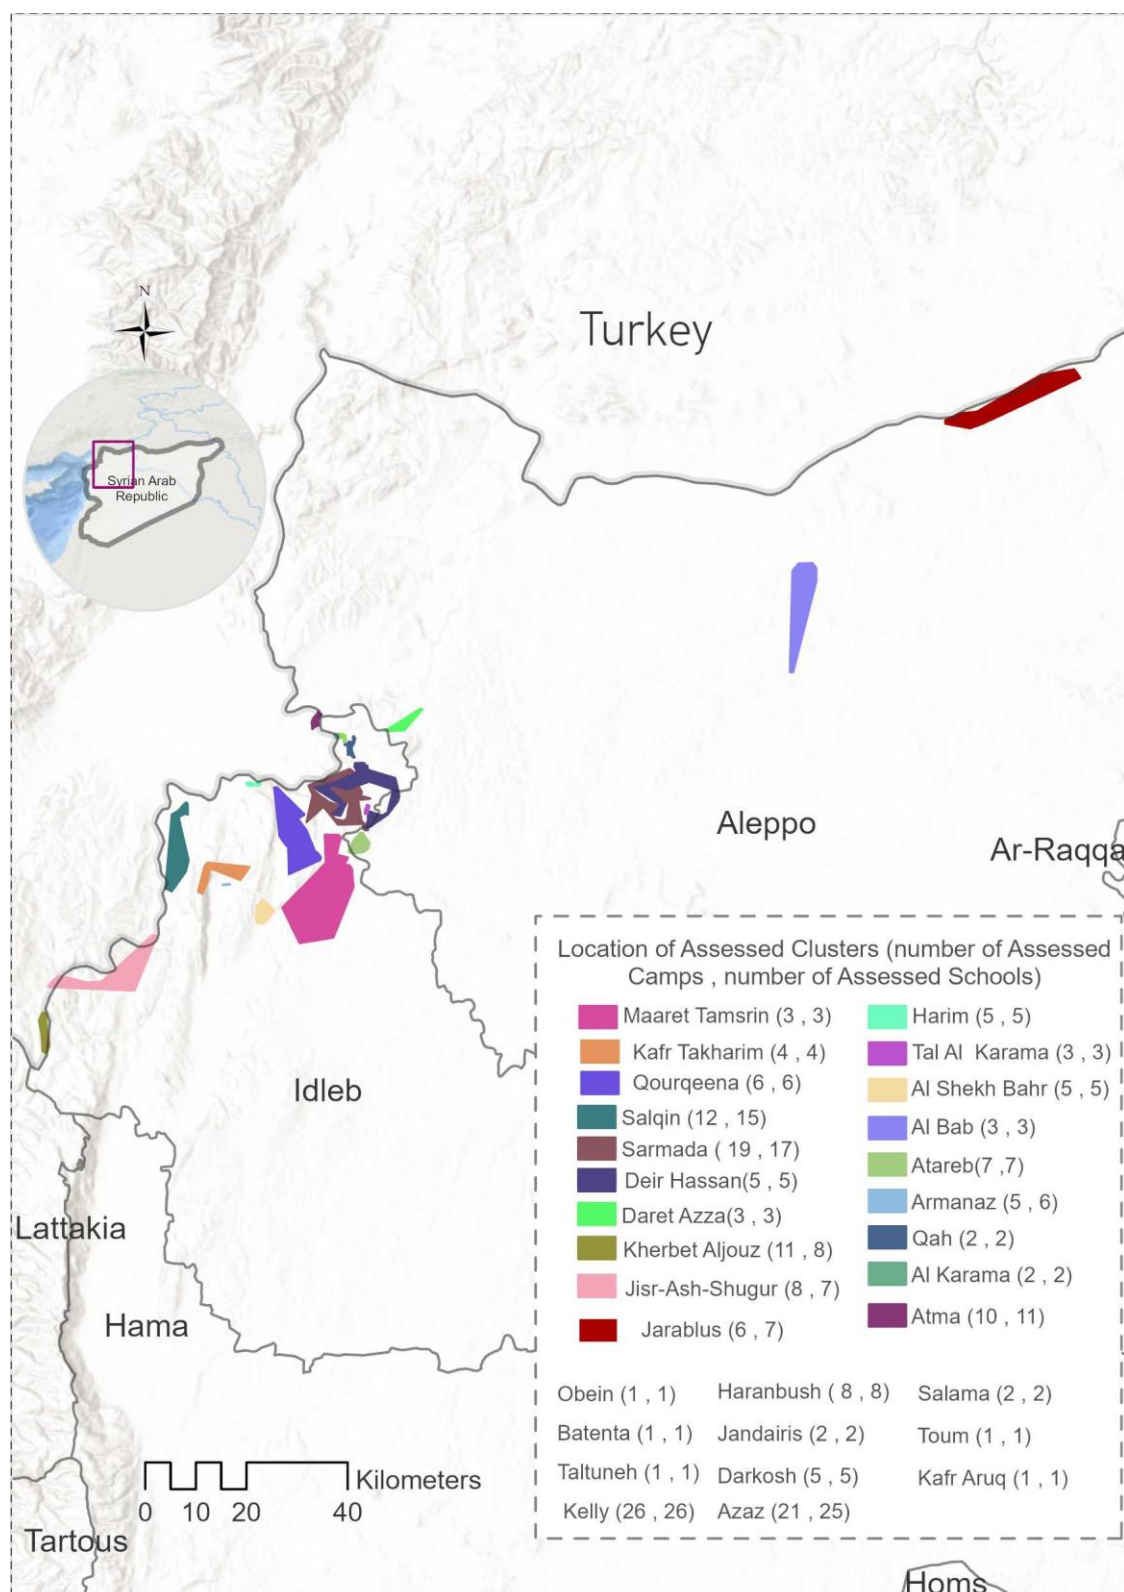 N
Turkey
Syrian Arab
Republic
Aleppo
Ar-Raqqa
Idleb
Lattakia
Hama
Tartous
Homs
Kilometers
0 10 20 40
Location of Assessed Clusters (number of Assessed
Camps , number of Assessed Schools)
Maaret Tamsrin (3 , 3)
Kafr Takharim (4 , 4)
Qourqeena (6 , 6)
Salqin (12 , 15)
Sarmada ( 19 , 17)
Deir Hassan(5 , 5)
Daret Azza(3 , 3)
Kherbet Aljouz (11 , 8)
Jisr-Ash-Shugur (8 , 7)
Jarablus (6 , 7)
Harim (5 , 5)
Tal Al Karama (3 , 3)
Al Shekh Bahr (5 , 5)
Al Bab (3 , 3)
Atareb(7 ,7)
Armanaz (5 , 6)
Qah (2 , 2)
Al Karama (2 , 2)
Atma (10 , 11)
Obein (1 , 1) Haranbush ( 8 , 8) Salama (2 , 2)
Batenta (1 , 1) Jandairis (2 , 2) Toum (1 , 1)
Taltuneh (1 , 1) Darkosh (5 , 5) Kafr Aruq (1 , 1)
Kelly (26 , 26) Azaz (21 , 25)